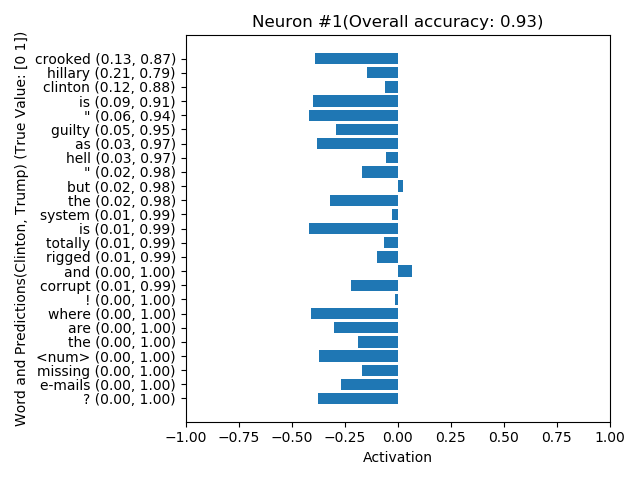 Neuron #1(Overall accuracy: 0.93)
Word and Predictions(Clinton, Trump) (True Value: [0 1])
crooked (0.13, 0.87)
hillary (0.21, 0.79)
clinton (0.12, 0.88)
is (0.09, 0.91)
" (0.06, 0.94)
guilty (0.05, 0.95)
as (0.03, 0.97)
hell (0.03, 0.97)
" (0.02, 0.98)
but (0.02, 0.98)
the (0.02, 0.98)
system (0.01, 0.99)
is (0.01, 0.99)
totally (0.01, 0.99)
rigged (0.01, 0.99)
and (0.00, 1.00)
corrupt (0.01, 0.99)
! (0.00, 1.00)
where (0.00, 1.00)
are (0.00, 1.00)
the (0.00, 1.00)
<num> (0.00, 1.00)
missing (0.00, 1.00)
e-mails (0.00, 1.00)
? (0.00, 1.00)
−1.00 −0.75 −0.50 −0.25 0.00 0.25 0.50 0.75 1.00
Activation